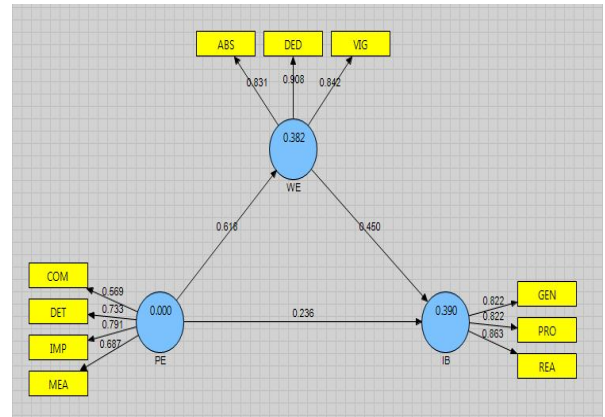 ABS DED VIG
0.831 0.908 0.842
0.382
WE
0.618 0.450
COM
DET
IMP
MEA
0.569
0.733
0.791
0.687
0.000
PE
0.236
0.390
IB
0.822
0.822
0.863
GEN
PRO
REA